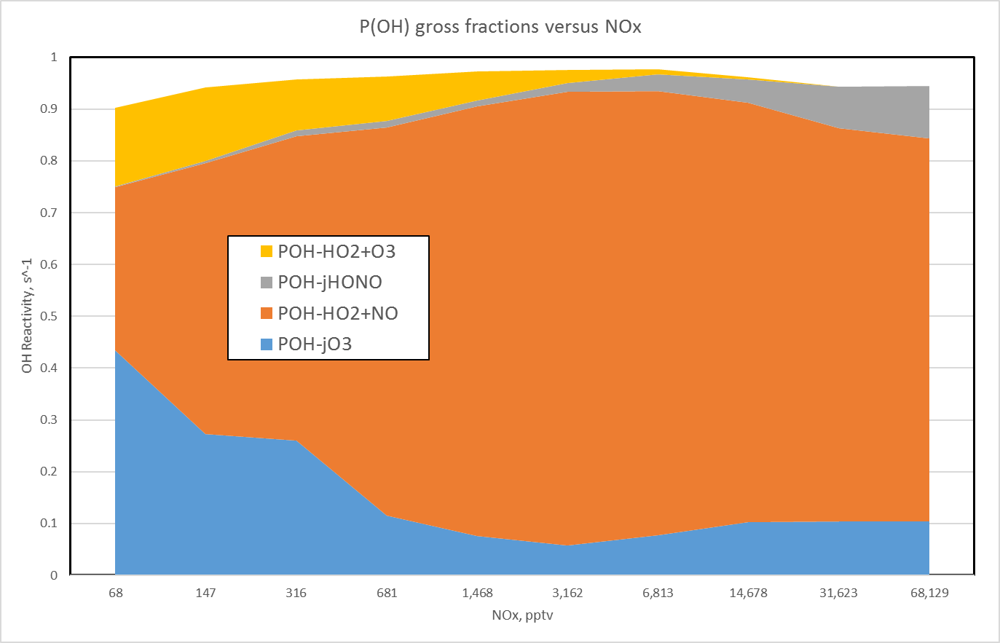 P(OH) gross fractions versus NOx
1
0.9
0.8
0.7
0.6
0.5
0.4
0.3
0.2
0.1
0
OH Reactivity, s^-1
POH-HO2+O3
POH-jHONO
POH-HO2+NO
POH-jO3
68 147 316 681 1,468 3,162 6,813 14,678 31,623 68,129
NOx, pptv